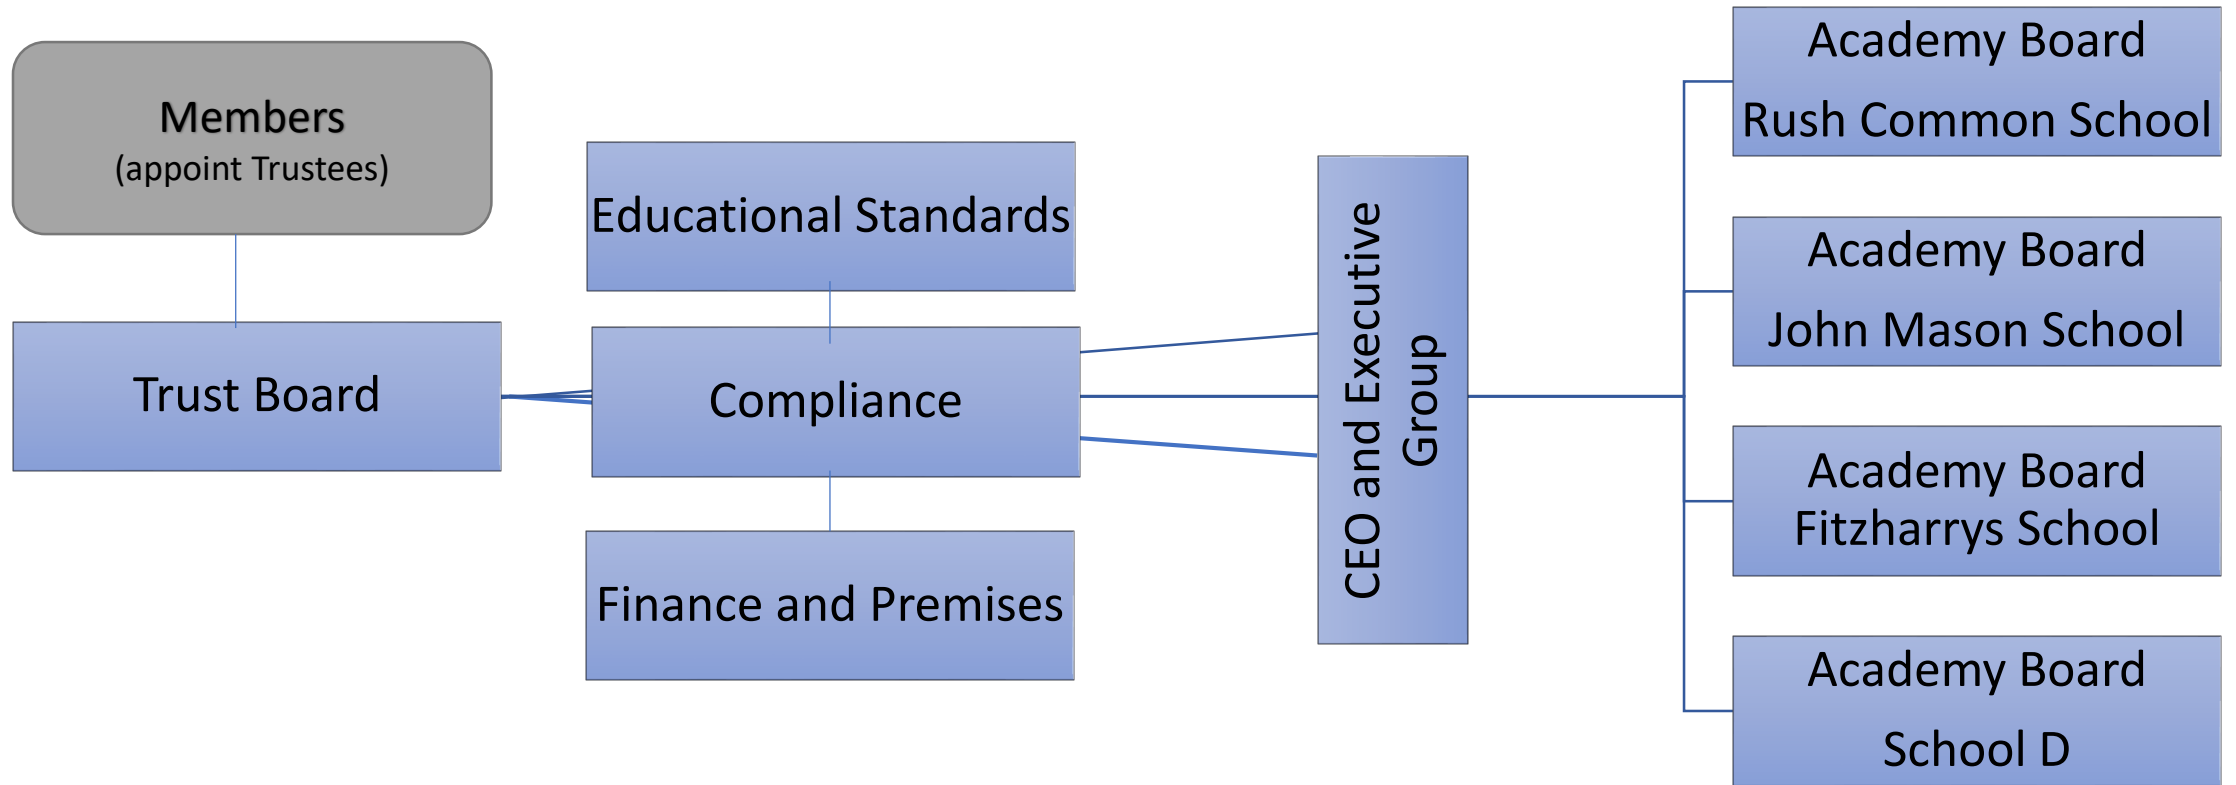 Members
(appoint Trustees)
Trust Board
Educational Standards
Compliance
Finance and Premises
CEO and Executive
Group
Academy Board
Rush Common School
Academy Board
John Mason School
Academy Board
Fitzharrys School
Academy Board
School D